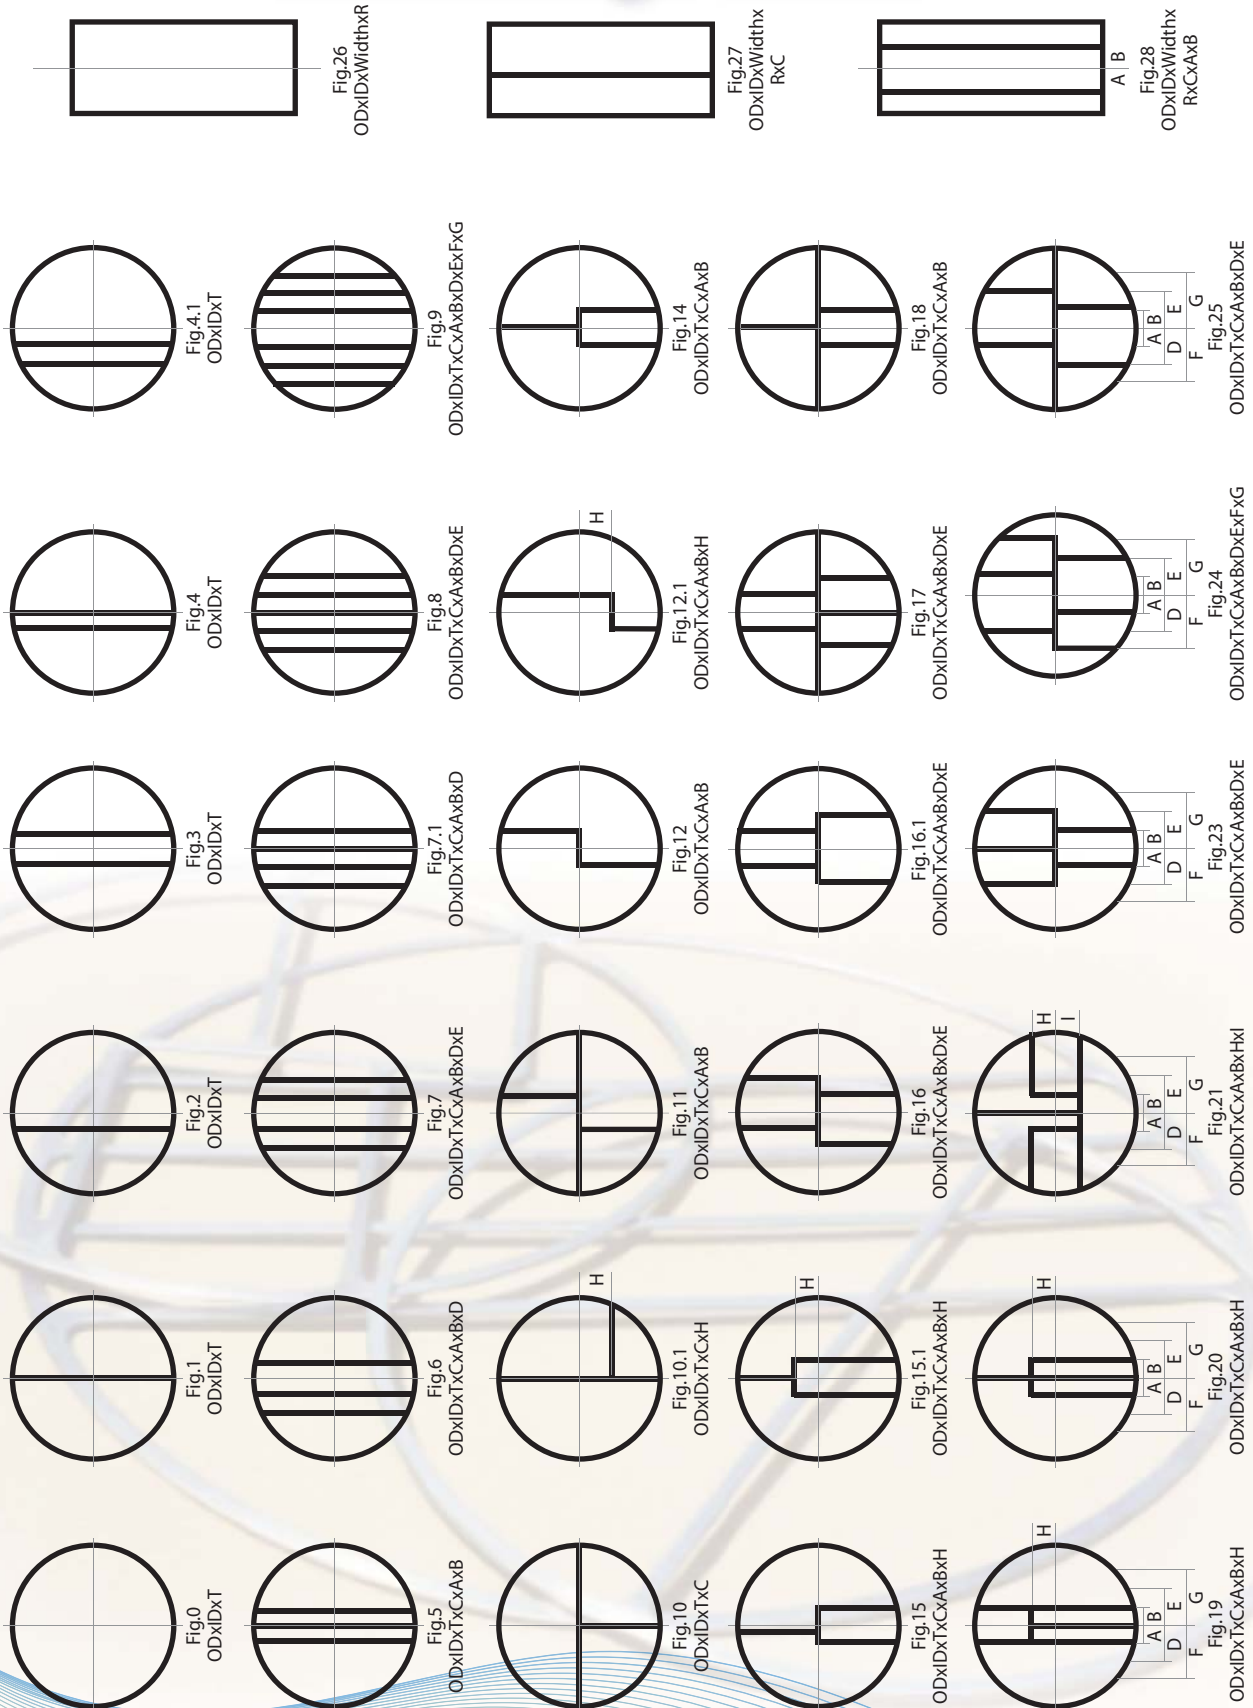 Fig.0
ODxIDxT
Fig.1
ODxIDxT
Fig.2
ODxIDxT
Fig.3
ODxIDxT
Fig.4
ODxIDxT
Fig.4.1
ODxIDxT
Fig.26
ODxIDxWidthxR
Fig.5
ODxIDxTxCxAxB
Fig.6
ODxIDxTxCxAxBxD
Fig.7
ODxIDxTxCxAxBxDxE
Fig.7.1
ODxIDxTxCxAxBxD
Fig.8
ODxIDxTxCxAxBxDxE
Fig.9
ODxIDxTxCxAxBxDxExFxG
Fig.10
ODxIDxTxC
H
Fig.10.1
ODxIDxTxCxH
Fig.11
ODxIDxTxCxAxB
Fig.12
ODxIDxTxCxAxB
H
Fig.12.1
ODxIDxTxCxAxBxH
Fig.14
ODxIDxTxCxAxB
Fig.27
ODxIDxWidthx
RxC
Fig.15
ODxIDxTxCxAxBxH
H
Fig.15.1
ODxIDxTxCxAxBxH
Fig.16
ODxIDxTxCxAxBxDxE
Fig.16.1
ODxIDxTxCxAxBxDxE
Fig.17
ODxIDxTxCxAxBxDxE
Fig.18
ODxIDxTxCxAxB
H
A B
D E
F G
Fig.19
ODxIDxTxCxAxBxH
H
A B
D E
F G
Fig.20
ODxIDxTxCxAxBxH
H
I
A B
D E
F G
Fig.21
ODxIDxTxCxAxBxHxI
A B
D E
F G
Fig.23
ODxIDxTxCxAxBxDxE
A B
D E
F G
Fig.24
ODxIDxTxCxAxBxDxExFxG
A B
D E
F G
Fig.25
ODxIDxTxCxAxBxDxE
A B
Fig.28
ODxIDxWidthx
RxCxAxB